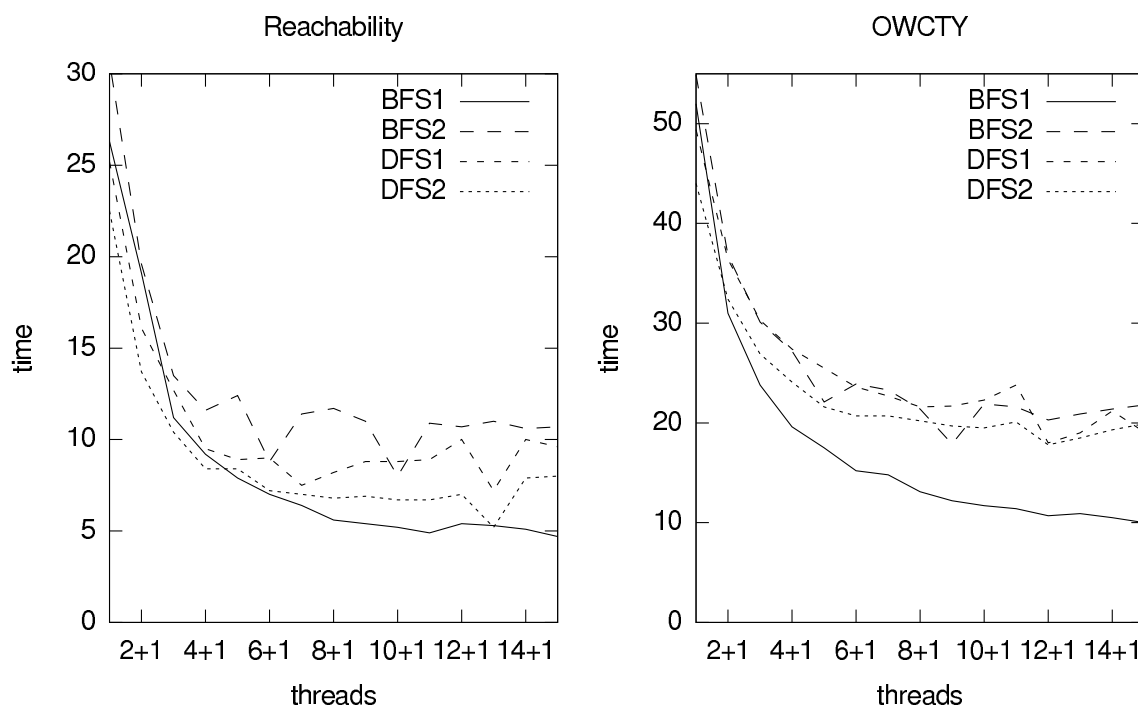 Reachability
30
25
20
15
10
5
0
time
BFS1
BFS2
DFS1
DFS2
2+1 4+1 6+1 8+1 10+1 12+1 14+1
threads
OWCTY
50
40
30
20
10
0
time
BFS1
BFS2
DFS1
DFS2
2+1 4+1 6+1 8+1 10+1 12+1 14+1
threads